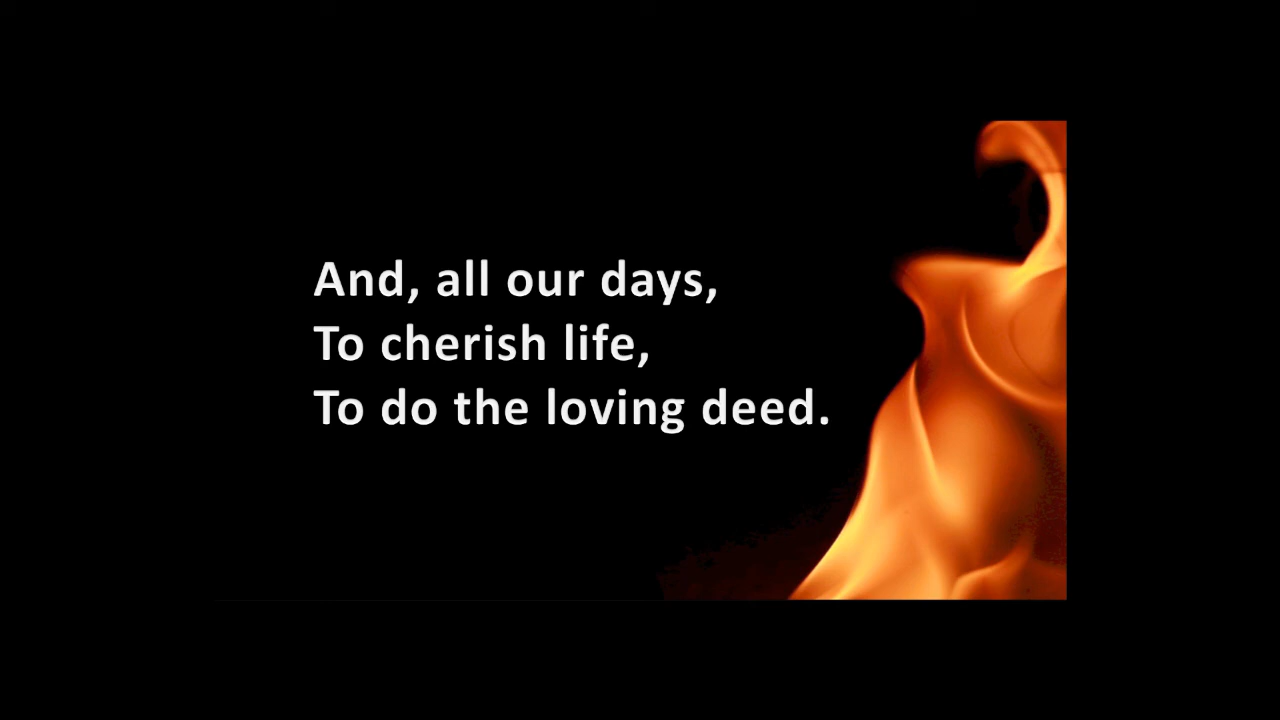 And, all our days,
To cherish life,
To do the loving deed.